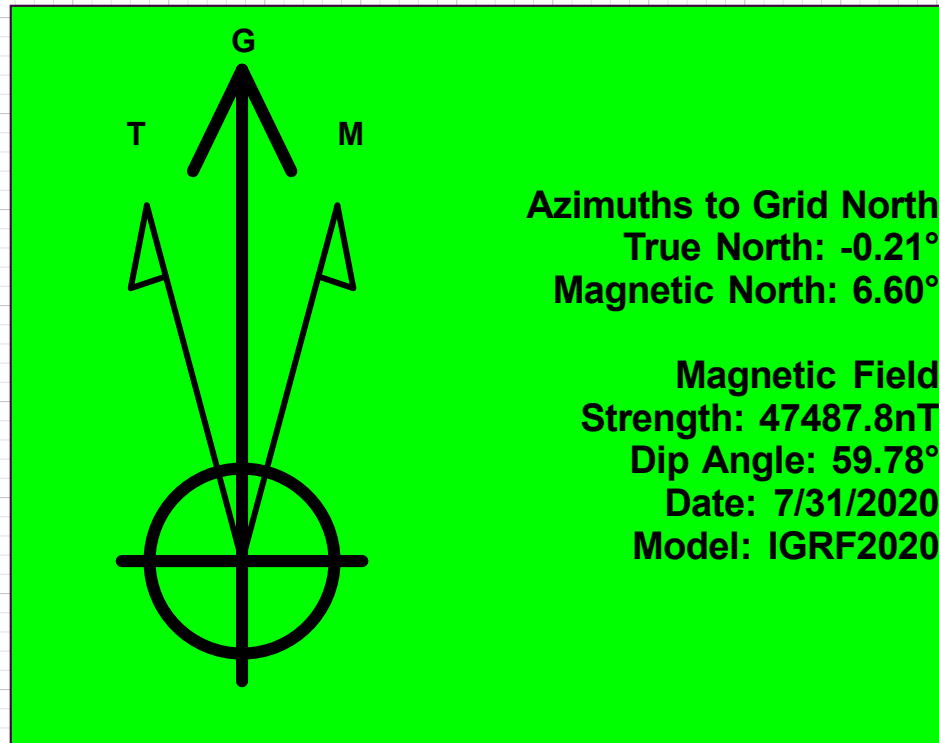 G
T
M
Azimuths to Grid North
True North: -0.21°
Magnetic North: 6.60°
Magnetic Field
Strength: 47487.8nT
Dip Angle: 59.78°
Date: 7/31/2020
Model: IGRF2020